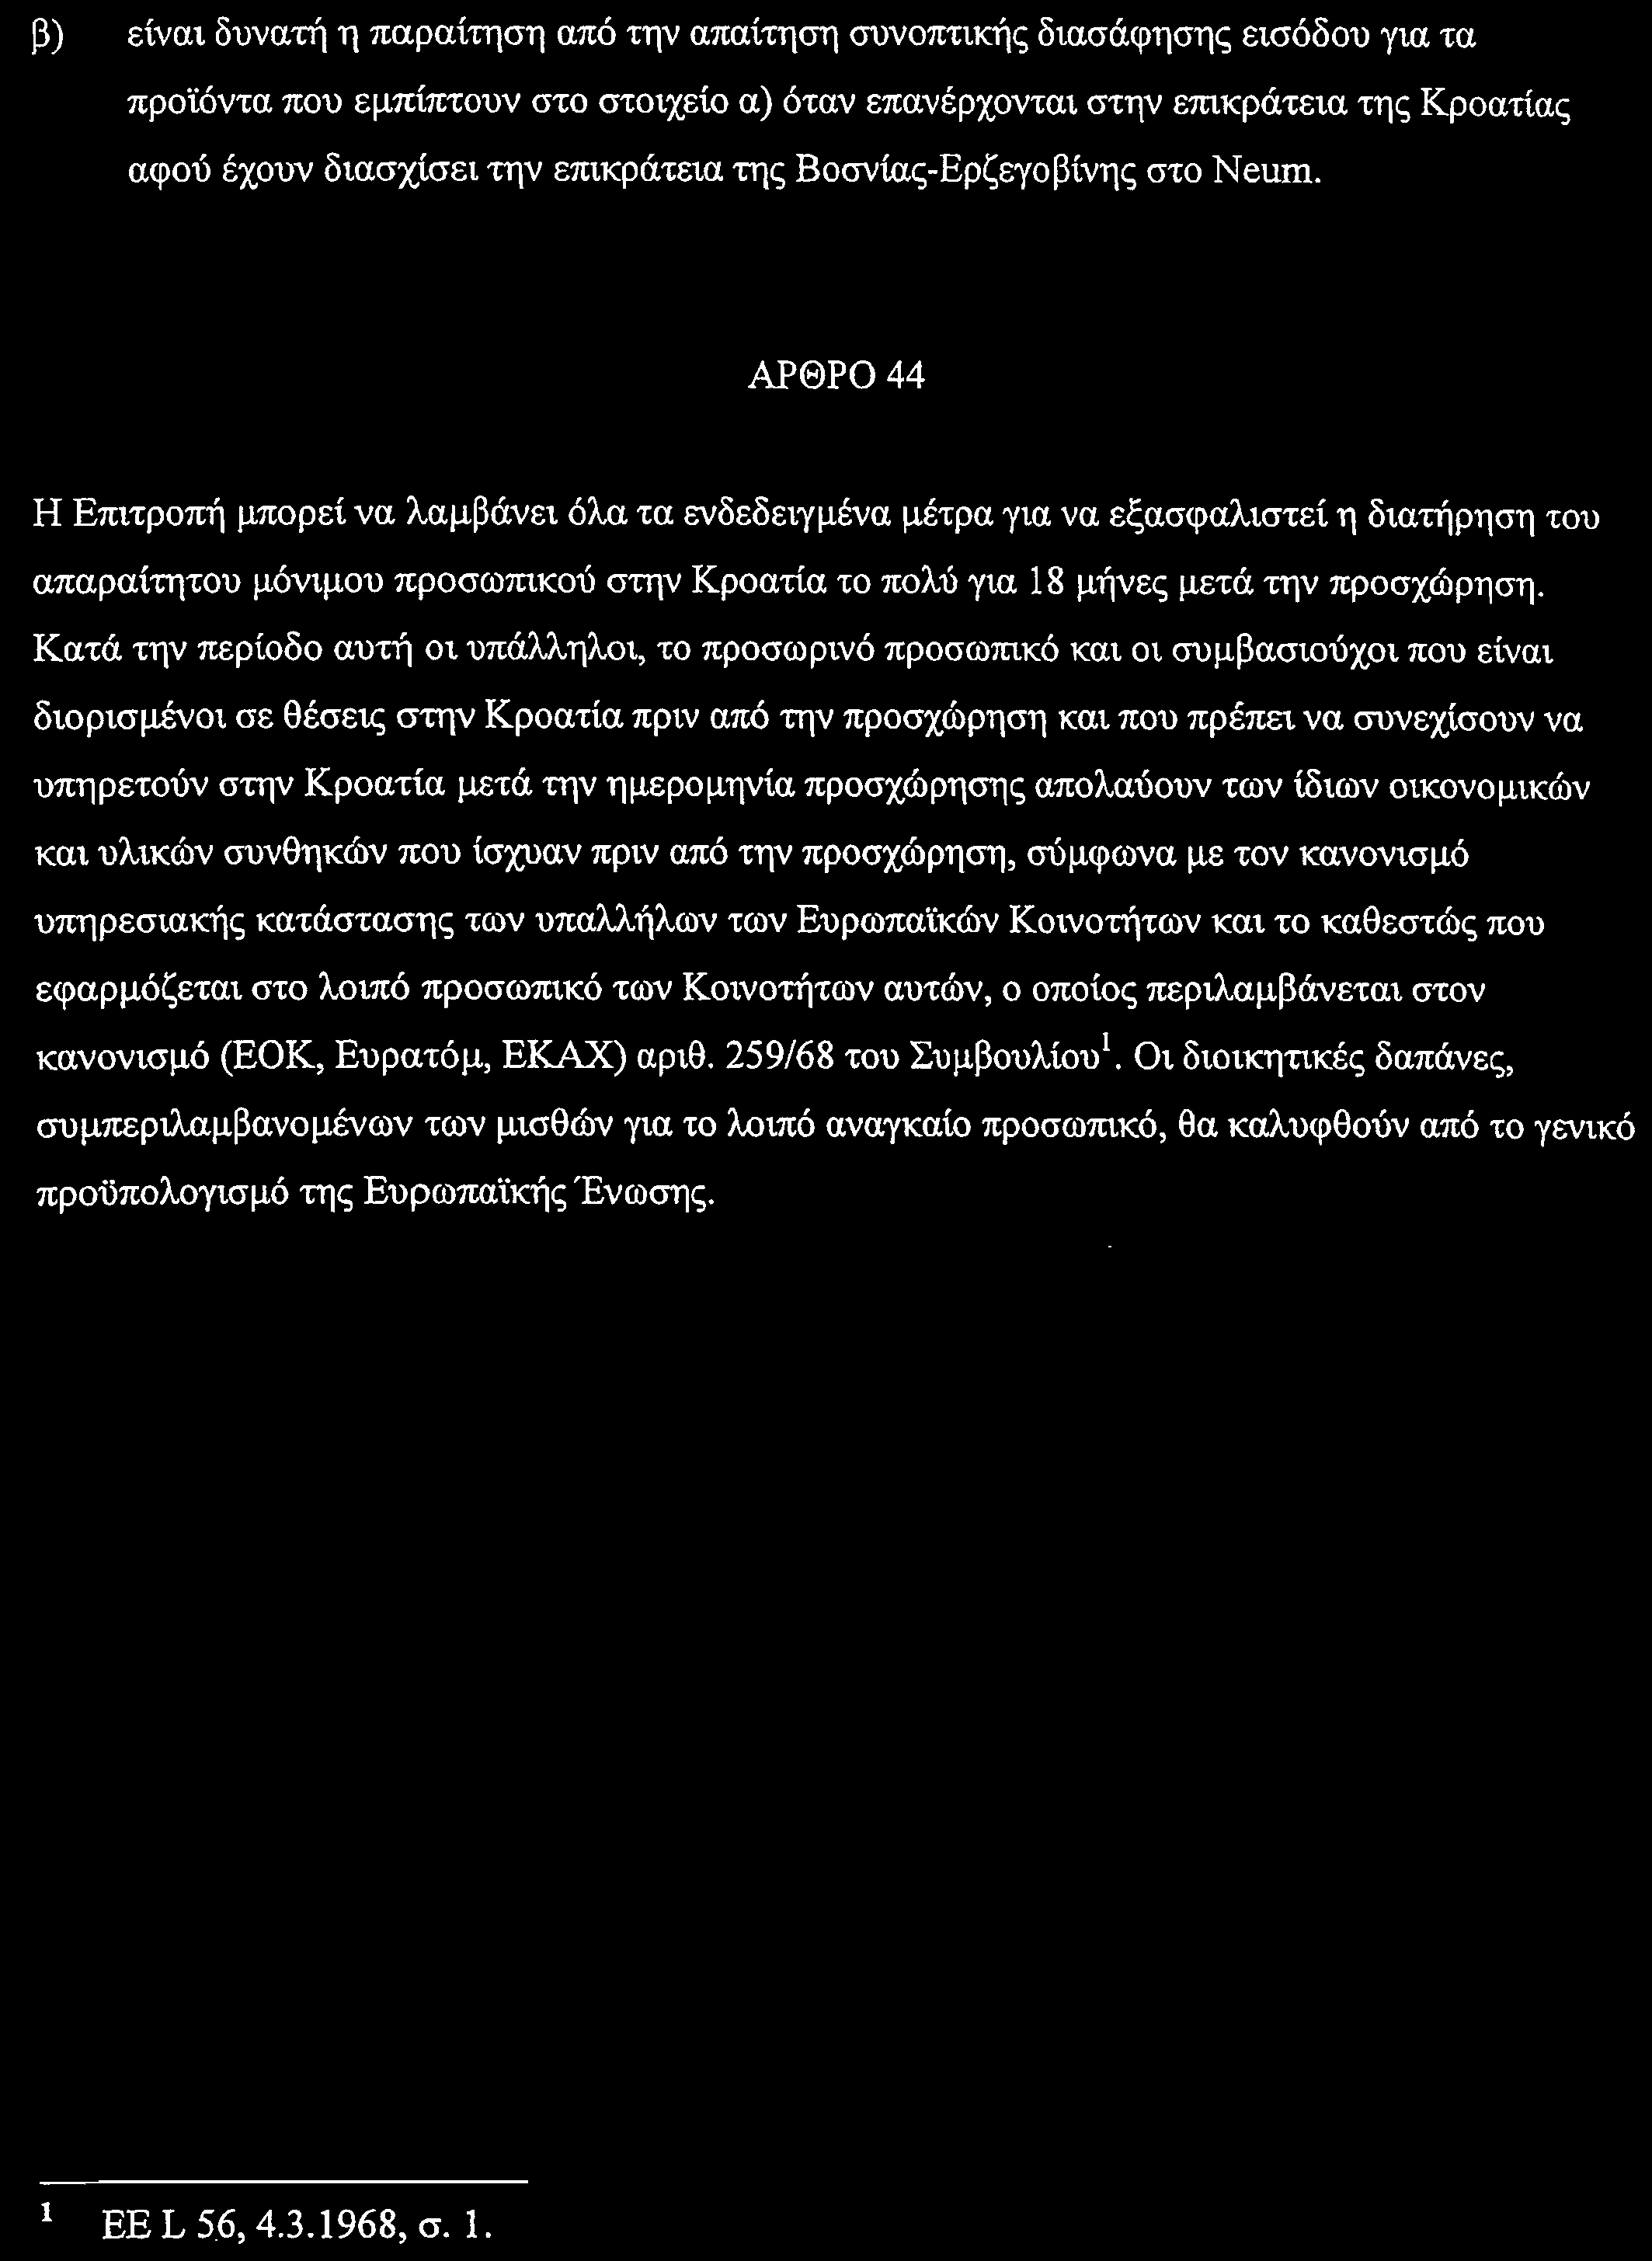 β) είναι δυνατή η παραίτηση από την απαίτηση συνοπτικής διασάφησης εισόδου για τα
προϊόντα που εμπίπτουν στο στοιχείο α) όταν επανέρχονται στην επικράτεια της Κροατίας
αφού έχουν διασχίσει την επικράτεια της Βοσνίας-Ερζεγοβίνης στο Neum.
ΑΡΘΡΟ 44
Η Επιτροπή μπορεί να λαμβάνει όλα τα ενδεδειγμένα μέτρα για να εξασφαλιστεί η διατήρηση του
απαραίτητου μόνιμου προσωπικού στην Κροατία το πολύ για 18 μήνες μετά την προσχώρηση.
Κατά την περίοδο αυτή οι υπάλληλοι, το προσωρινό προσωπικό και οι συμβασιούχοι που είναι
διορισμένοι σε θέσεις στην Κροατία πριν από την προσχώρηση και που πρέπει να συνεχίσουν να
υπηρετούν στην Κροατία μετά την ημερομηνία προσχώρησης απολαύουν των ίδιων οικονομικών
και υλικών συνθηκών που ίσχυαν πριν από την προσχώρηση, σύμφωνα με τον κανονισμό
υπηρεσιακής κατάστασης των υπαλλήλων των Ευρωπαϊκών Κοινοτήτων και το καθεστώς που
εφαρμόζεται στο λοιπό προσωπικό των Κοινοτήτων αυτών, ο οποίος περιλαμβάνεται στον
κανονισμό (ΕΟΚ, Ευρατόμ, ΕΚΑΧ) αριθ. 259/68 του Συμβουλίου¹. Οι διοικητικές δαπάνες,
συμπεριλαμβανομένων των μισθών για το λοιπό αναγκαίο προσωπικό, θα καλυφθούν από το γενικό
προϋπολογισμό της Ευρωπαϊκής Ένωσης.
¹ ΕΕ L 56, 4.3.1968, σ. 1.